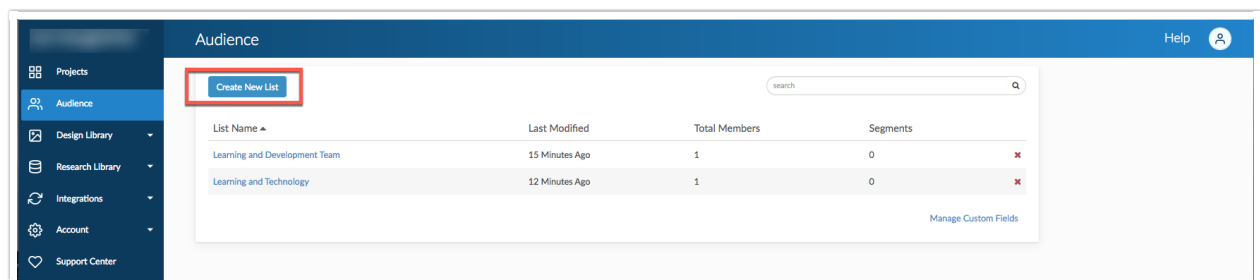 Audience
Help
Projects
Audience
Design Library
Research Library
Integrations
Account
Support Center
Create New List
search
List Name Last Modified Total Members Segments
Learning and Development Team 15 Minutes Ago 1 0
Learning and Technology 12 Minutes Ago 1 0
Manage Custom Fields